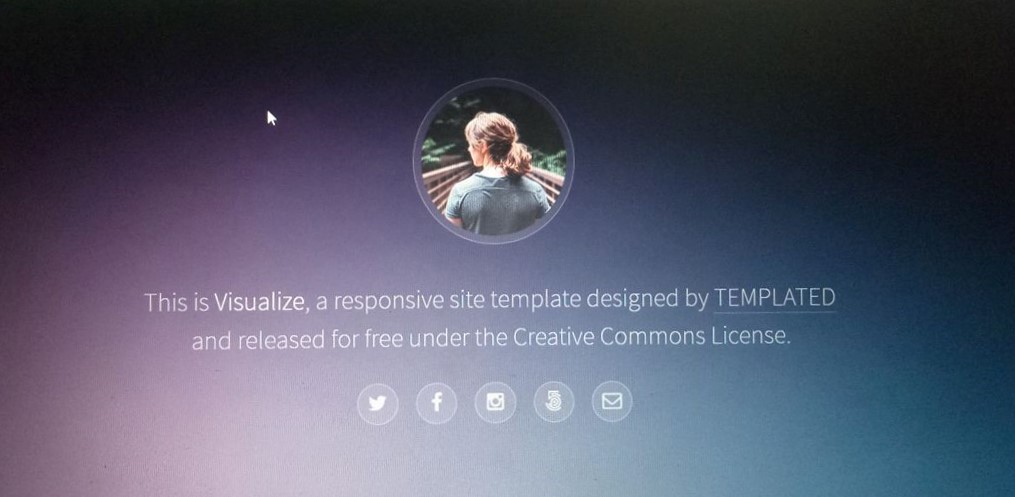 This is Visualize, a responsive site template designed by TEMPLATED
and released for free under the Creative Commons License.